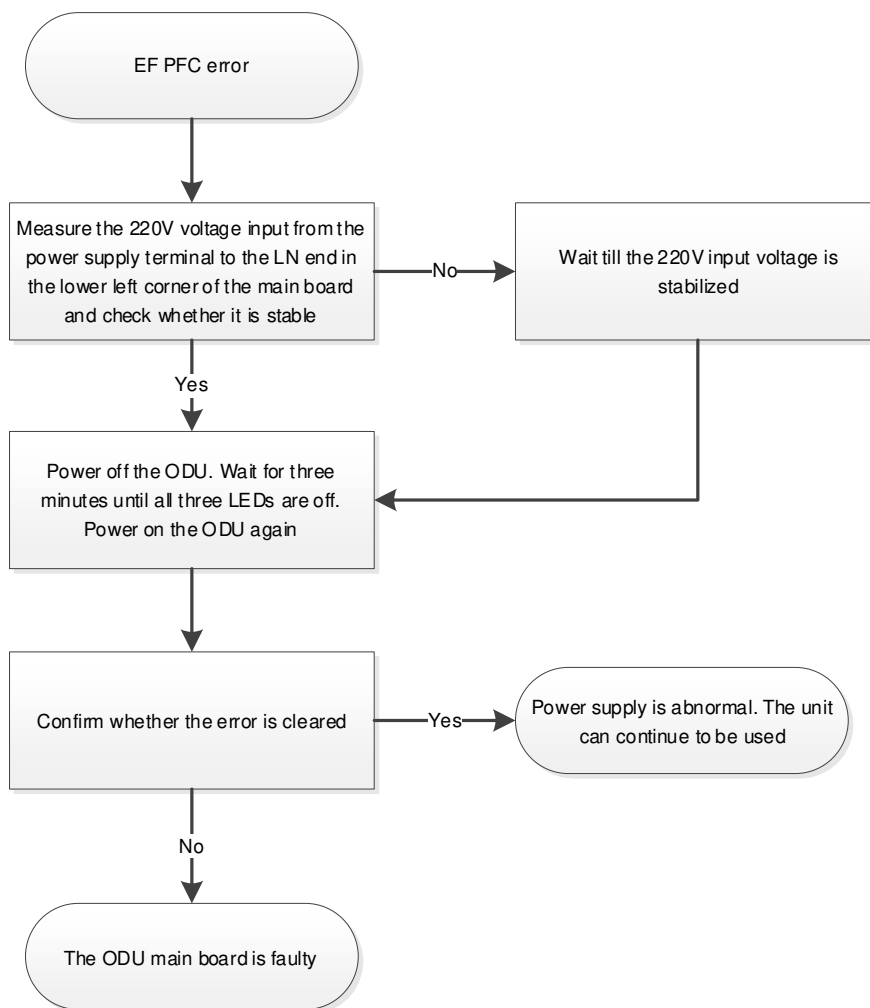 EF PFC error
Measure the 220V voltage input from the
power supply terminal to the LN end in
the lower left corner of the main board
and check whether it is stable
No
Wait till the 220V input voltage is
stabilized
Yes
Power off the ODU. Wait for three
minutes until all three LEDs are off.
Power on the ODU again
Confirm whether the error is cleared
Yes
Power supply is abnormal. The unit
can continue to be used
No
The ODU main board is faulty